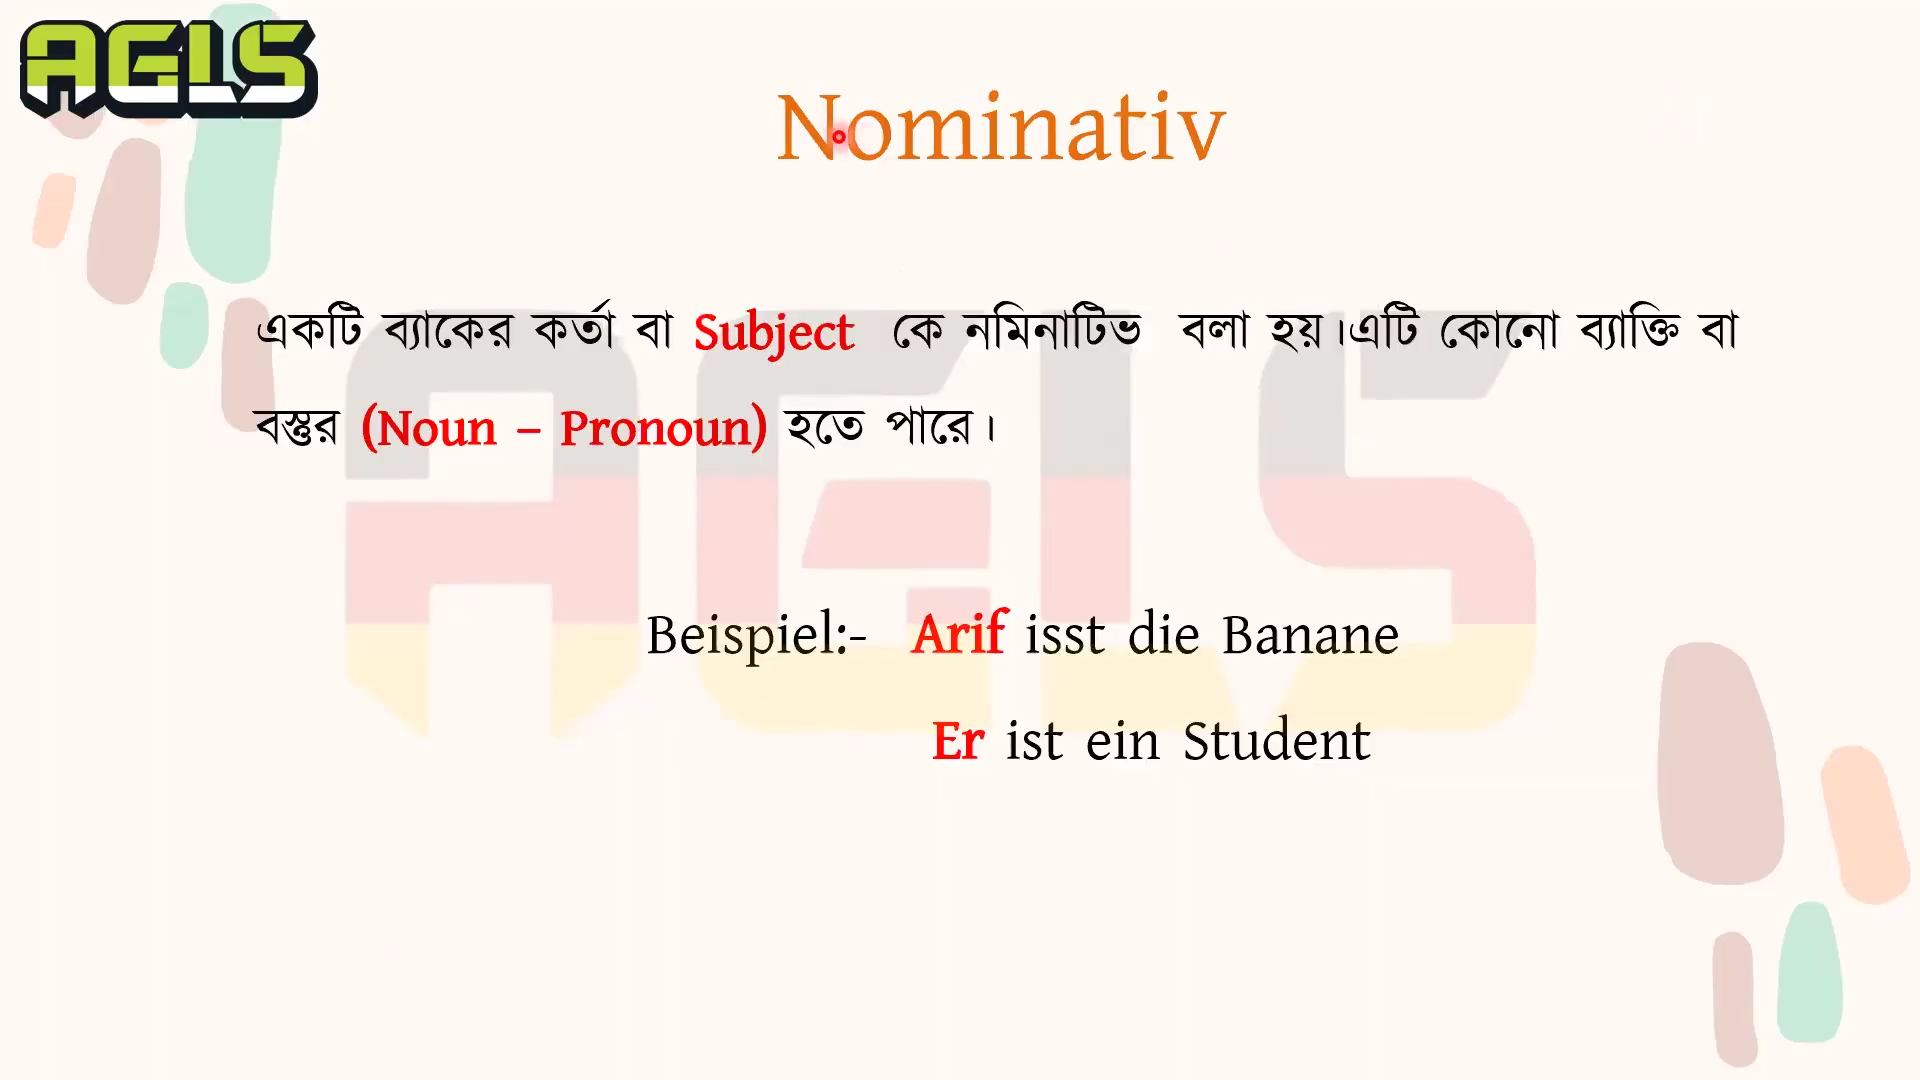 AGLS
Nominativ
একটি ব্যাকের কর্তা বা Subject কে নমিনাটিভ বলা হয়।এটি কোনো ব্যাক্তি বা
বস্তুর (Noun – Pronoun) হতে পারে।
AGLS
Beispiel:- Arif isst die Banane
Er ist ein Student